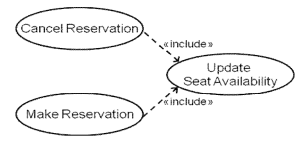 Cancel Reservation
«include»
Update
Seat Availability
«include»
Make Reservation